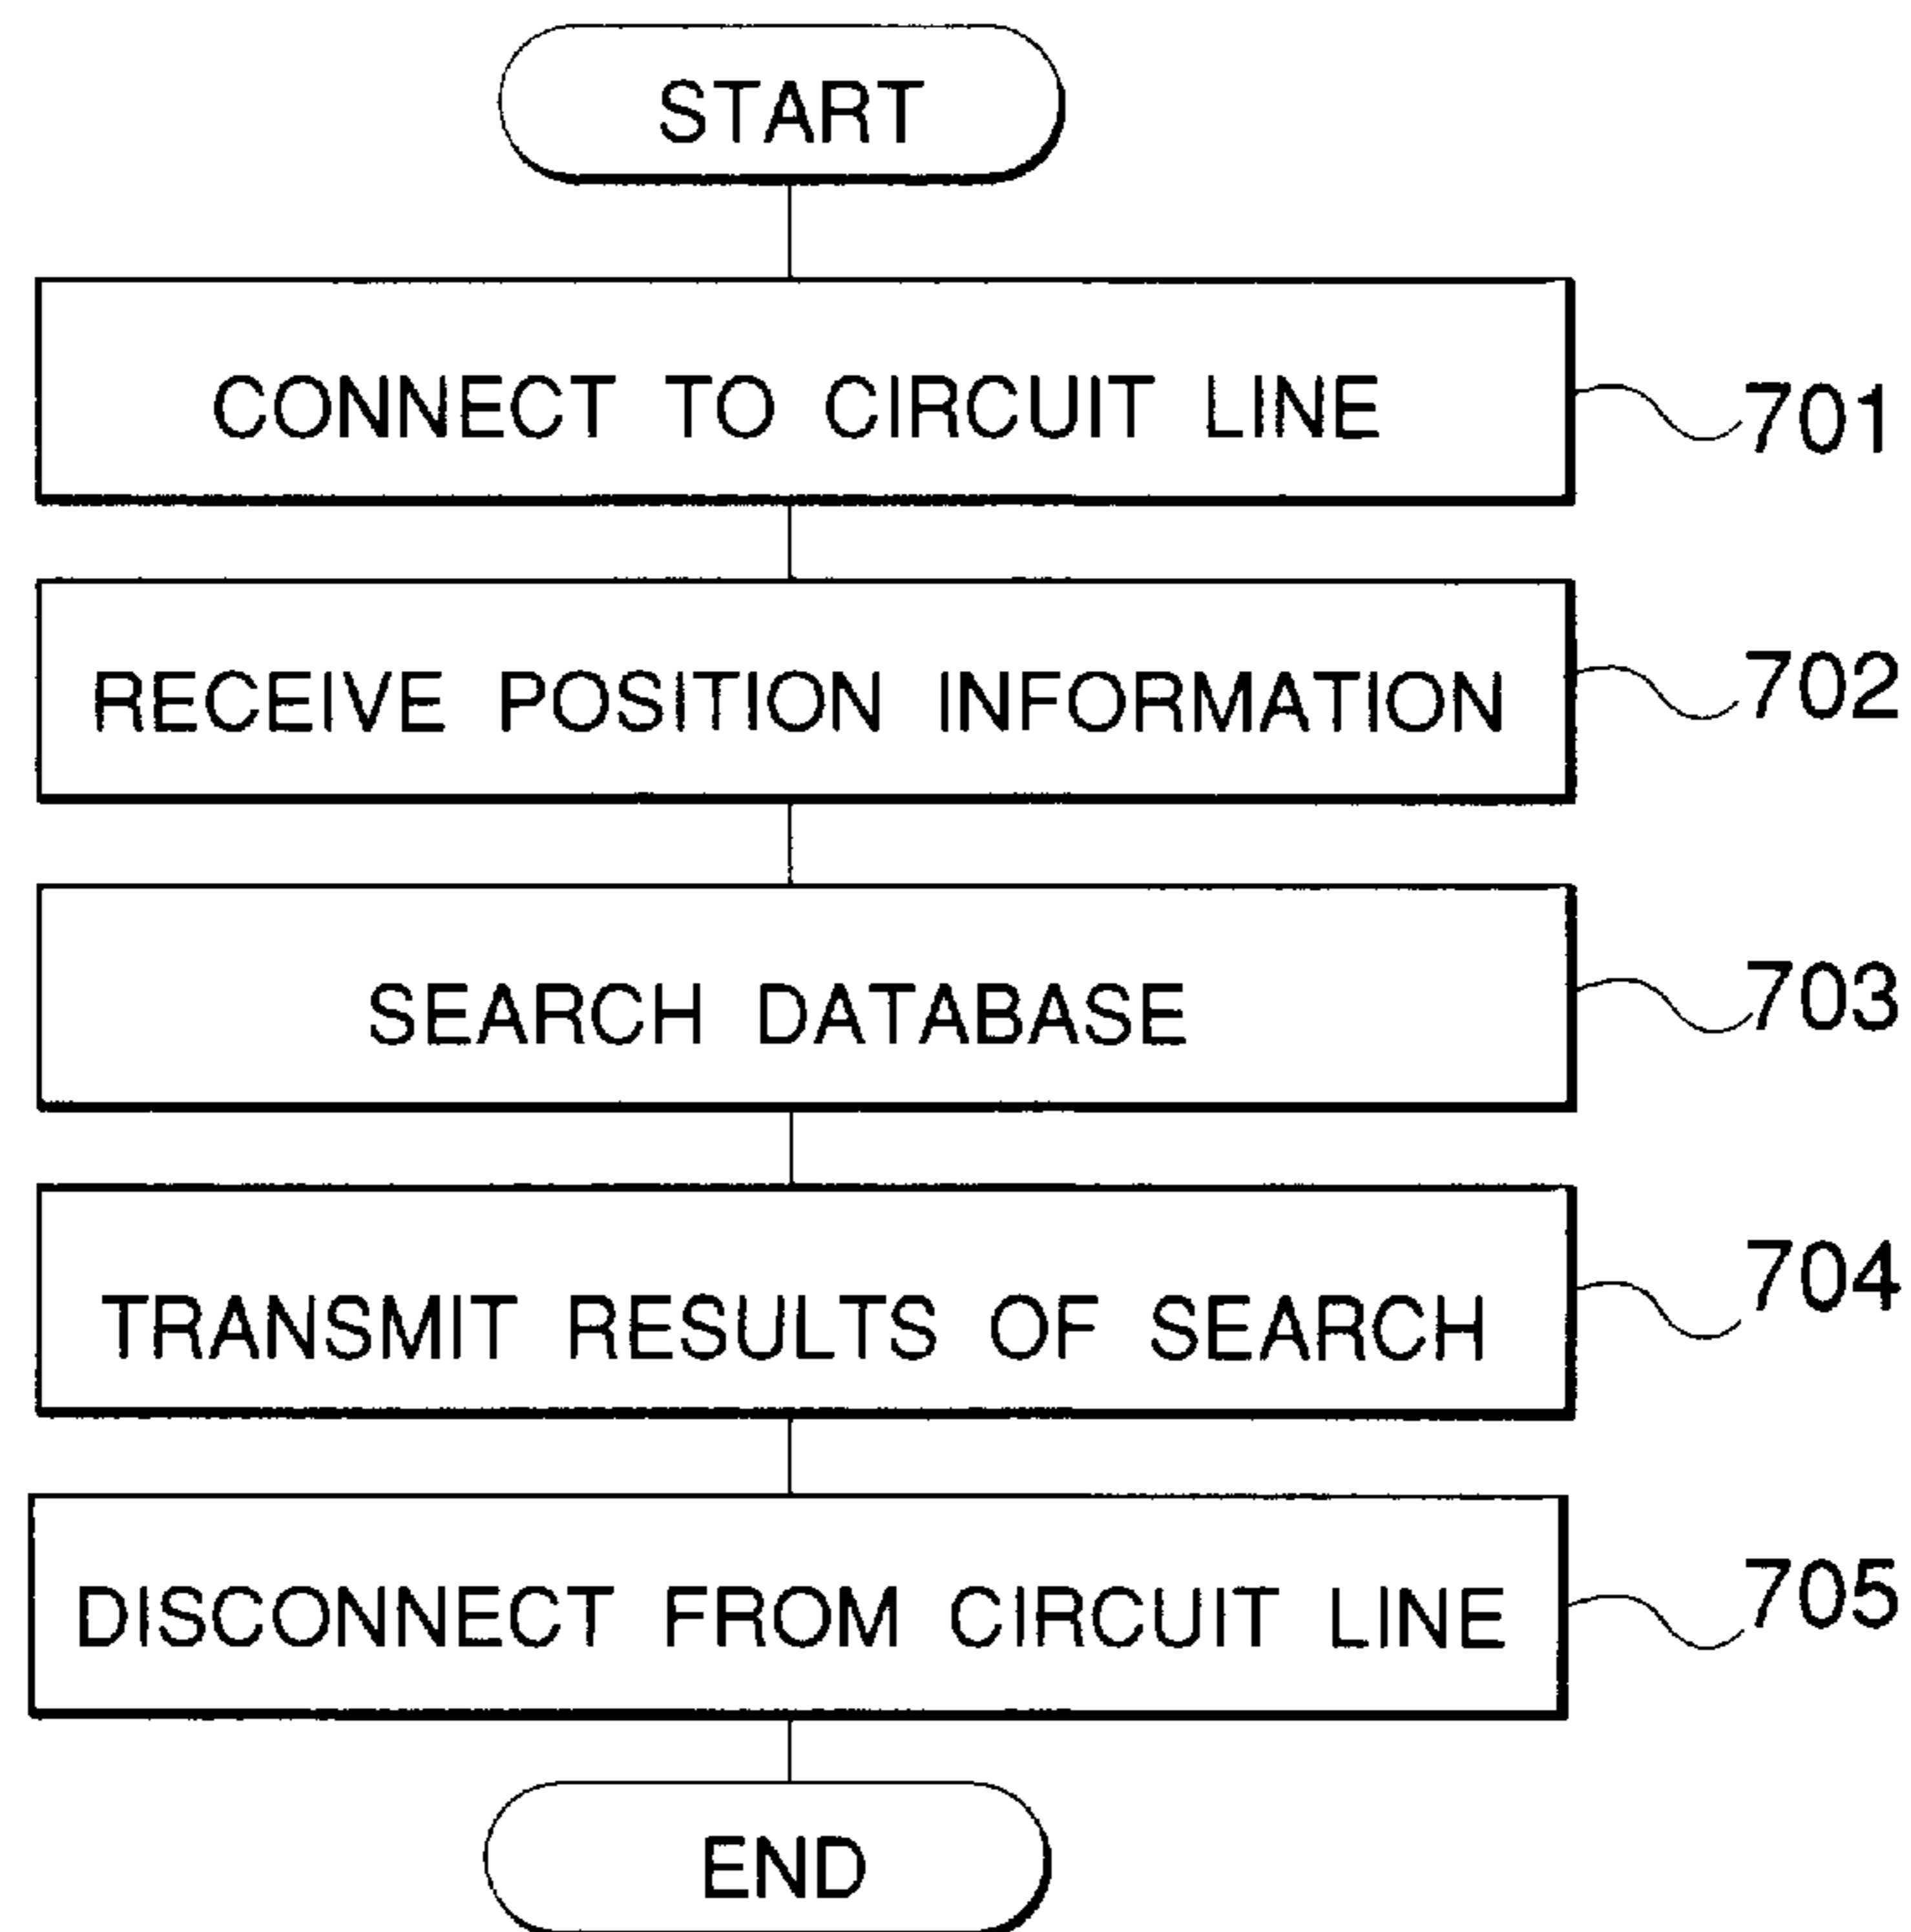 START
CONNECT TO CIRCUIT LINE
701
RECEIVE POSITION INFORMATION
702
SEARCH DATABASE
703
TRANSMIT RESULTS OF SEARCH
704
DISCONNECT FROM CIRCUIT LINE
705
END